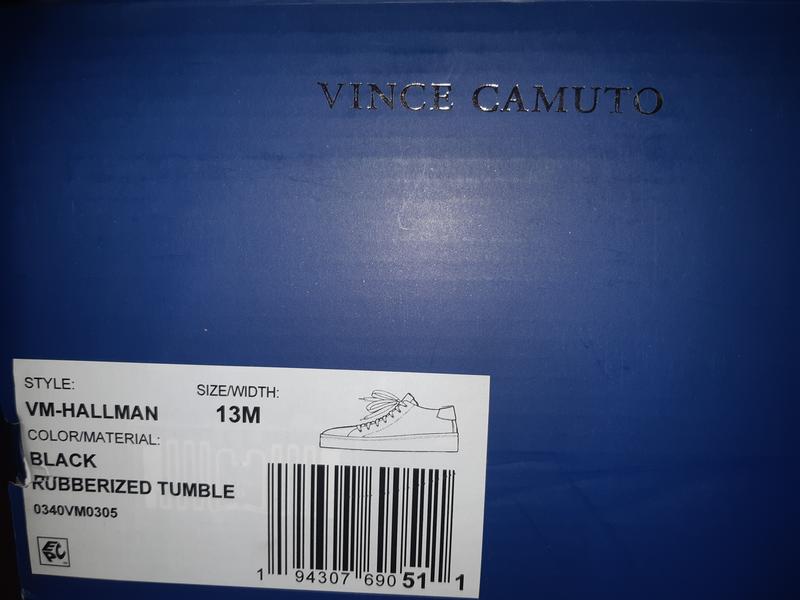 VINCE CAMUTO
STYLE:
SIZE/WIDTH:
VM-HALLMAN
13M
COLOR/MATERIAL:
BLACK
RUBBERIZED TUMBLE
0340VM0305
EPC
1 94307 690 51 1